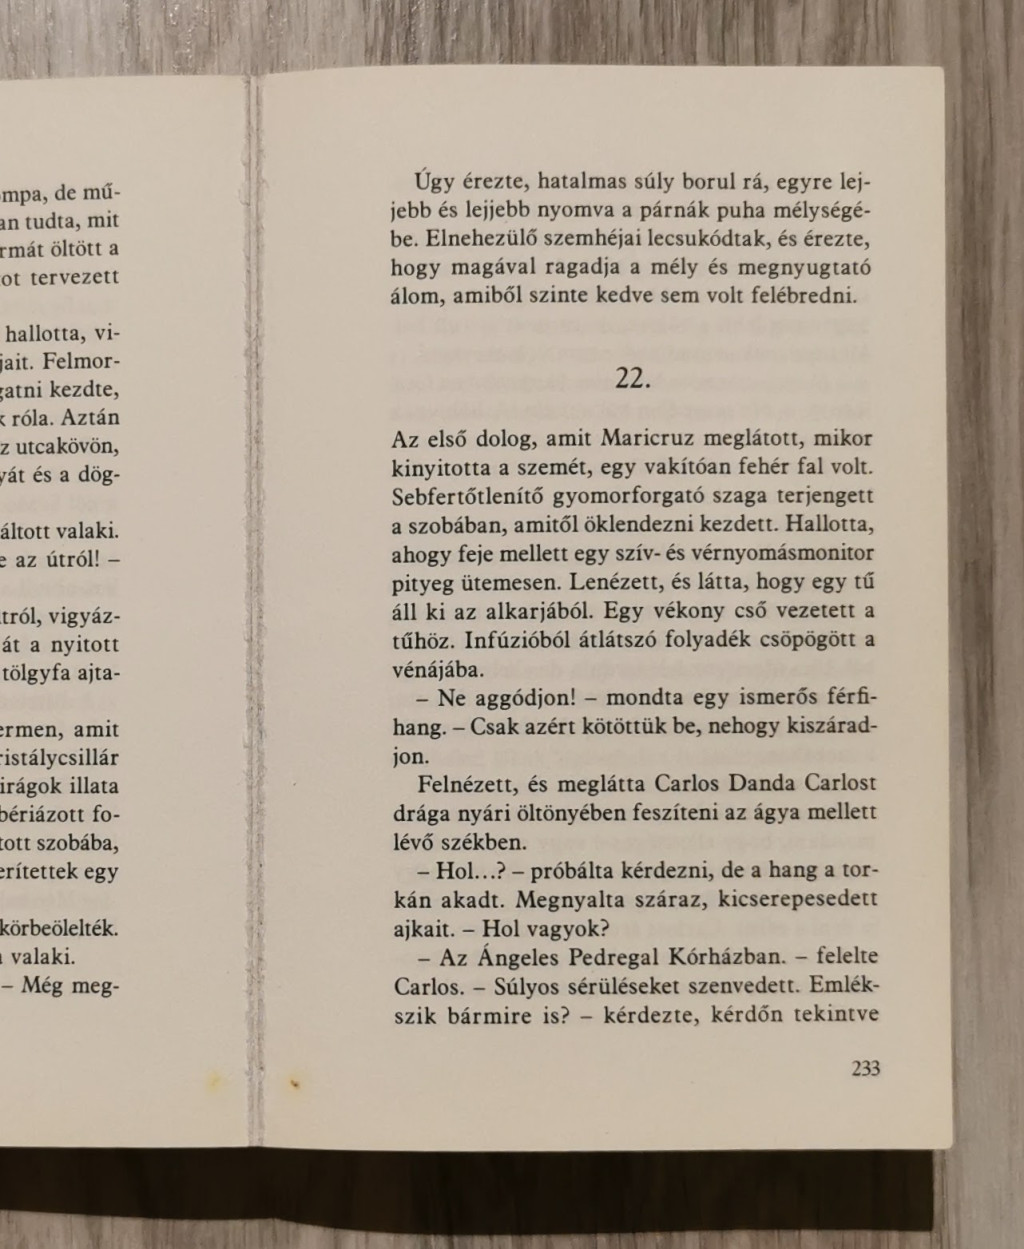 de mű-
tudta, mit
öltött a
tervezett
hallotta, vi-
Felmor-
kezdte,
róla. Aztán
utcakövön,
és a dög-
valaki.
az útról! –
vigyáz-
a nyitott
tölgyfa ajta-
amit
illata
fo-
szobába,
egy
körbeölelték.
valaki.
– Még meg-
Úgy érezte, hatalmas súly borul rá, egyre lej-
jebb és lejjebb nyomva a párnák puha mélységé-
be. Elnehezülő szemhéjai lecsukódtak, és érezte,
hogy magával ragadja a mély és megnyugtató
álom, amiből szinte kedve sem volt felébredni.
22.
Az első dolog, amit Maricruz meglátott, mikor
kinyitotta a szemét, egy vakítóan fehér fal volt.
Sebfertőtlenítő gyomorforgató szaga terjengett
a szobában, amitől öklendezni kezdett. Hallotta,
ahogy feje mellett egy szív- és vérnyomásmonitor
pityeg ütemesen. Lenézett, és látta, hogy egy tű
áll ki az alkarjából. Egy vékony cső vezetett a
tűhöz. Infúzióból átlátszó folyadék csöpögött a
vénájába.
– Ne aggódjon! – mondta egy ismerős férfi-
hang. – Csak azért kötöttük be, nehogy kiszárad-
jon.
Felnézett, és meglátta Carlos Danda Carlost
drága nyári öltönyében feszíteni az ágya mellett
lévő székben.
– Hol...? – próbálta kérdezni, de a hang a tor-
kán akadt. Megnyalta száraz, kicserepesedett
ajkait. – Hol vagyok?
– Az Ángeles Pedregal Kórházban. – felelte
Carlos. – Súlyos sérüléseket szenvedett. Emlék-
szik bármire is? – kérdezte, kérdőn tekintve
233